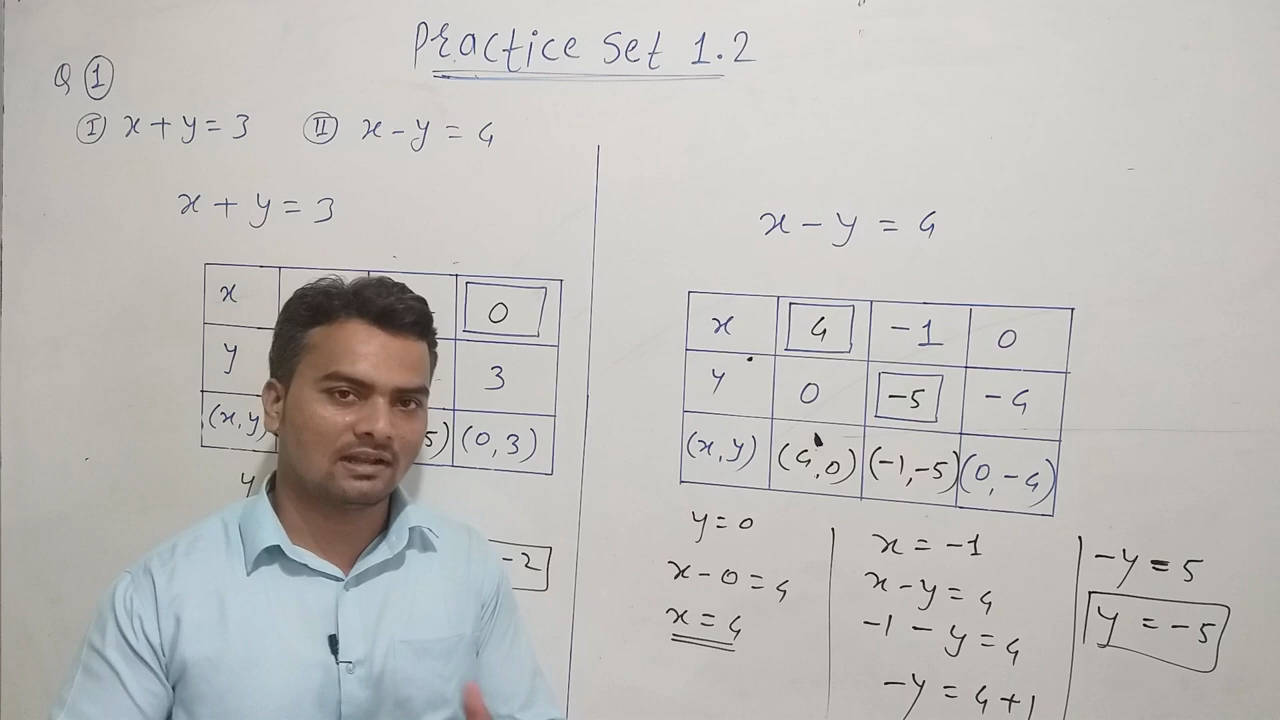 Practice Set 1.2
Q 1
I x + y = 3 II x - y = 4
x + y = 3
x 0
y 3
(x, y) 5) (0, 3)
y
-2
x - y = 4
x 4 -1 0
y 0 -5 -4
(x, y) (4, 0) (-1, -5) (0, -4)
y = 0
x - 0 = 4
x = 4
x = -1
x - y = 4
-1 - y = 4
-y = 4 + 1
-y = 5
y = -5